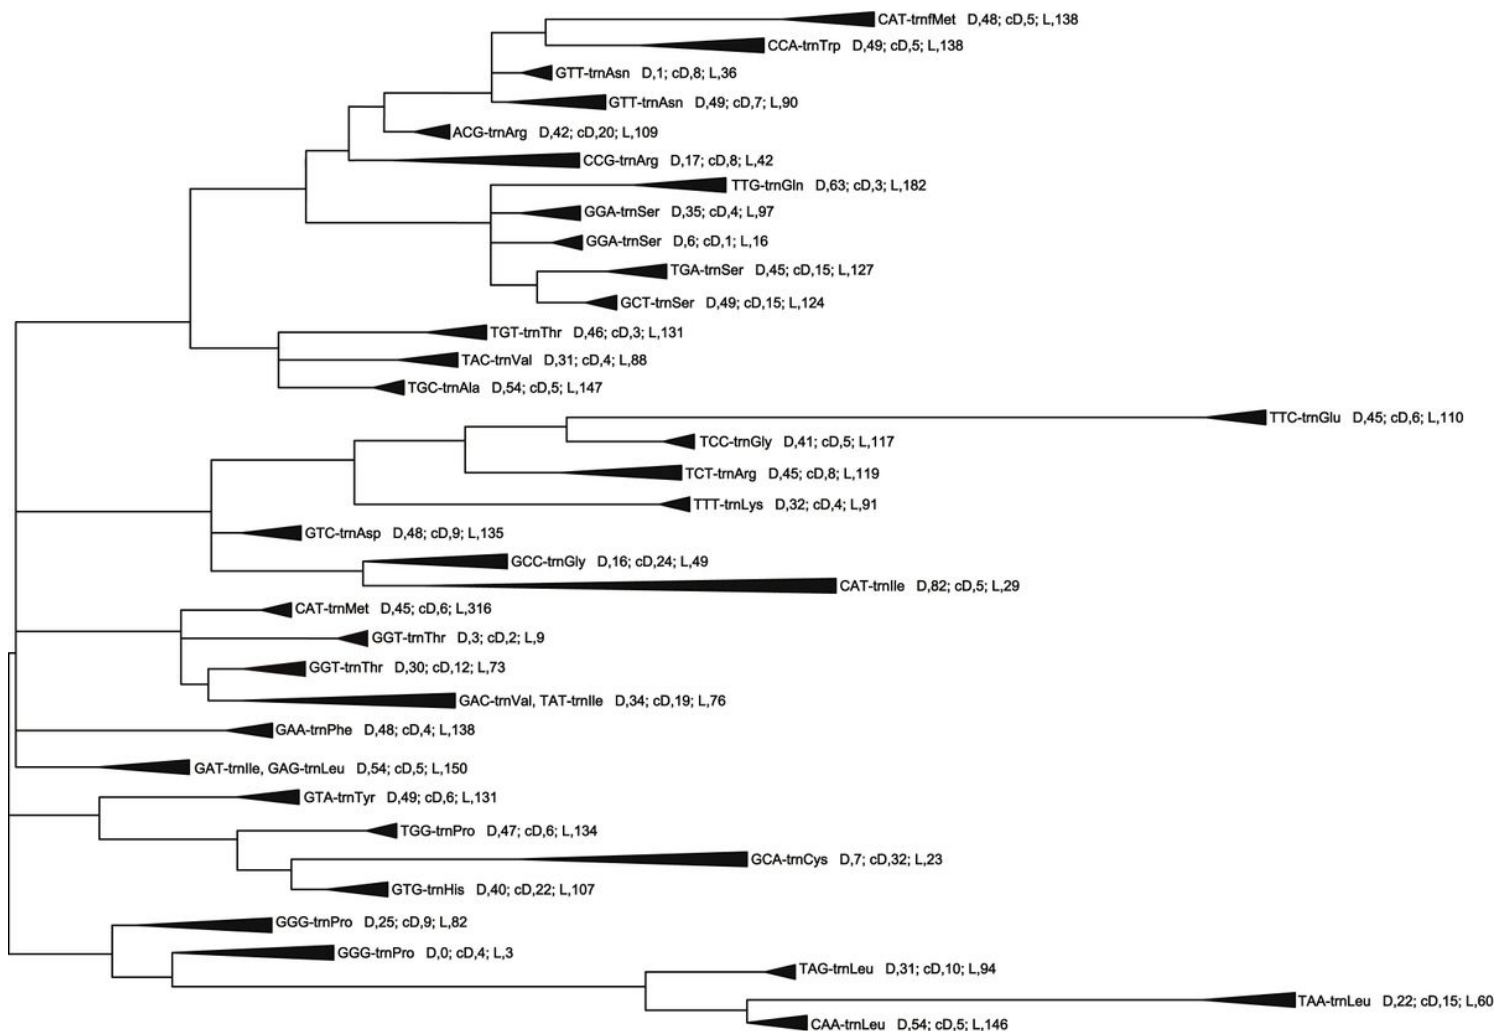 CAT-trnfMet D,48; cD,5; L,138
CCA-trnTrp D,49; cD,5; L,138
GTT-trnAsn D,1; cD,8; L,36
GTT-trnAsn D,49; cD,7; L,90
ACG-trnArg D,42; cD,20; L,109
CCG-trnArg D,17; cD,8; L,42
TTG-trnGln D,63; cD,3; L,182
GGA-trnSer D,35; cD,4; L,97
GGA-trnSer D,6; cD,1; L,16
TGA-trnSer D,45; cD,15; L,127
GCT-trnSer D,49; cD,15; L,124
TGT-trnThr D,46; cD,3; L,131
TAC-trnVal D,31; cD,4; L,88
TGC-trnAla D,54; cD,5; L,147
TTC-trnGlu D,45; cD,6; L,110
TCC-trnGly D,41; cD,5; L,117
TCT-trnArg D,45; cD,8; L,119
TTT-trnLys D,32; cD,4; L,91
GTC-trnAsp D,48; cD,9; L,135
GCC-trnGly D,16; cD,24; L,49
CAT-trnIle D,82; cD,5; L,29
CAT-trnMet D,45; cD,6; L,316
GGT-trnThr D,3; cD,2; L,9
GGT-trnThr D,30; cD,12; L,73
GAC-trnVal, TAT-trnIle D,34; cD,19; L,76
GAA-trnPhe D,48; cD,4; L,138
GAT-trnIle, GAG-trnLeu D,54; cD,5; L,150
GTA-trnTyr D,49; cD,6; L,131
TGG-trnPro D,47; cD,6; L,134
GCA-trnCys D,7; cD,32; L,23
GTG-trnHis D,40; cD,22; L,107
GGG-trnPro D,25; cD,9; L,82
GGG-trnPro D,0; cD,4; L,3
TAG-trnLeu D,31; cD,10; L,94
TAA-trnLeu D,22; cD,15; L,60
CAA-trnLeu D,54; cD,5; L,146